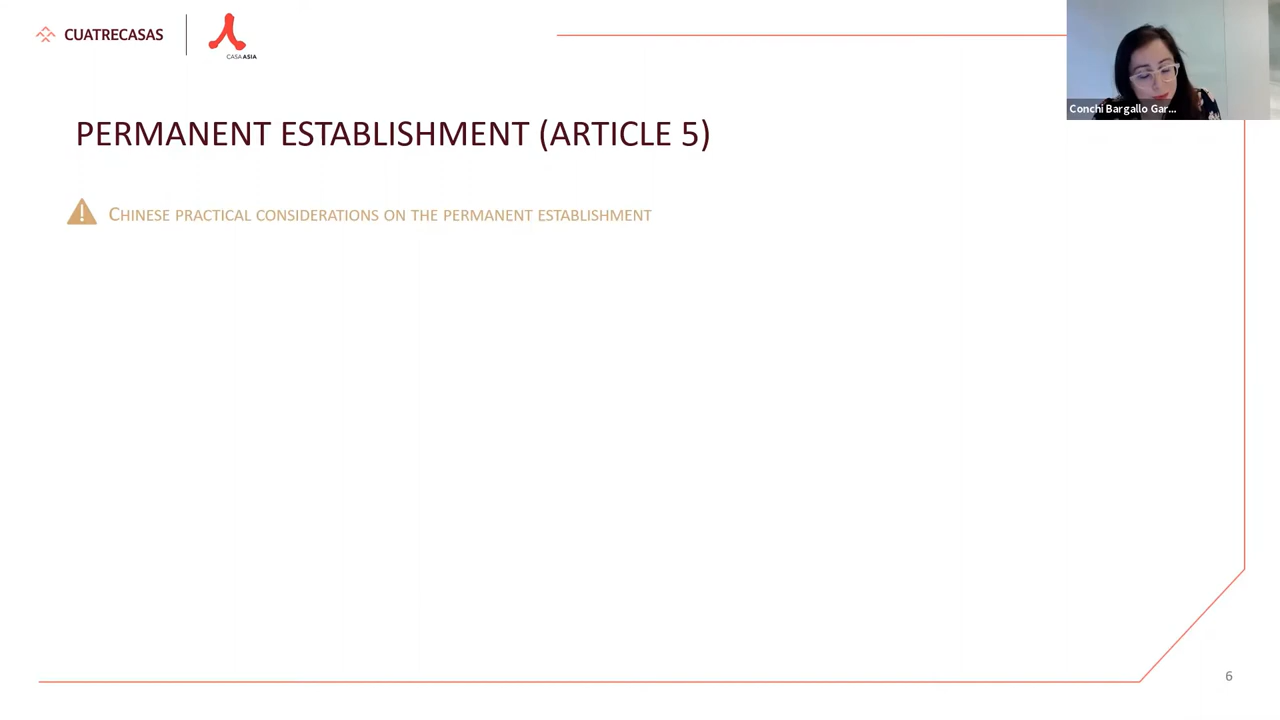 CUATRECASAS
CASA ASIA
Conchi Bargallo Gar...
PERMANENT ESTABLISHMENT (ARTICLE 5)
CHINESE PRACTICAL CONSIDERATIONS ON THE PERMANENT ESTABLISHMENT
6